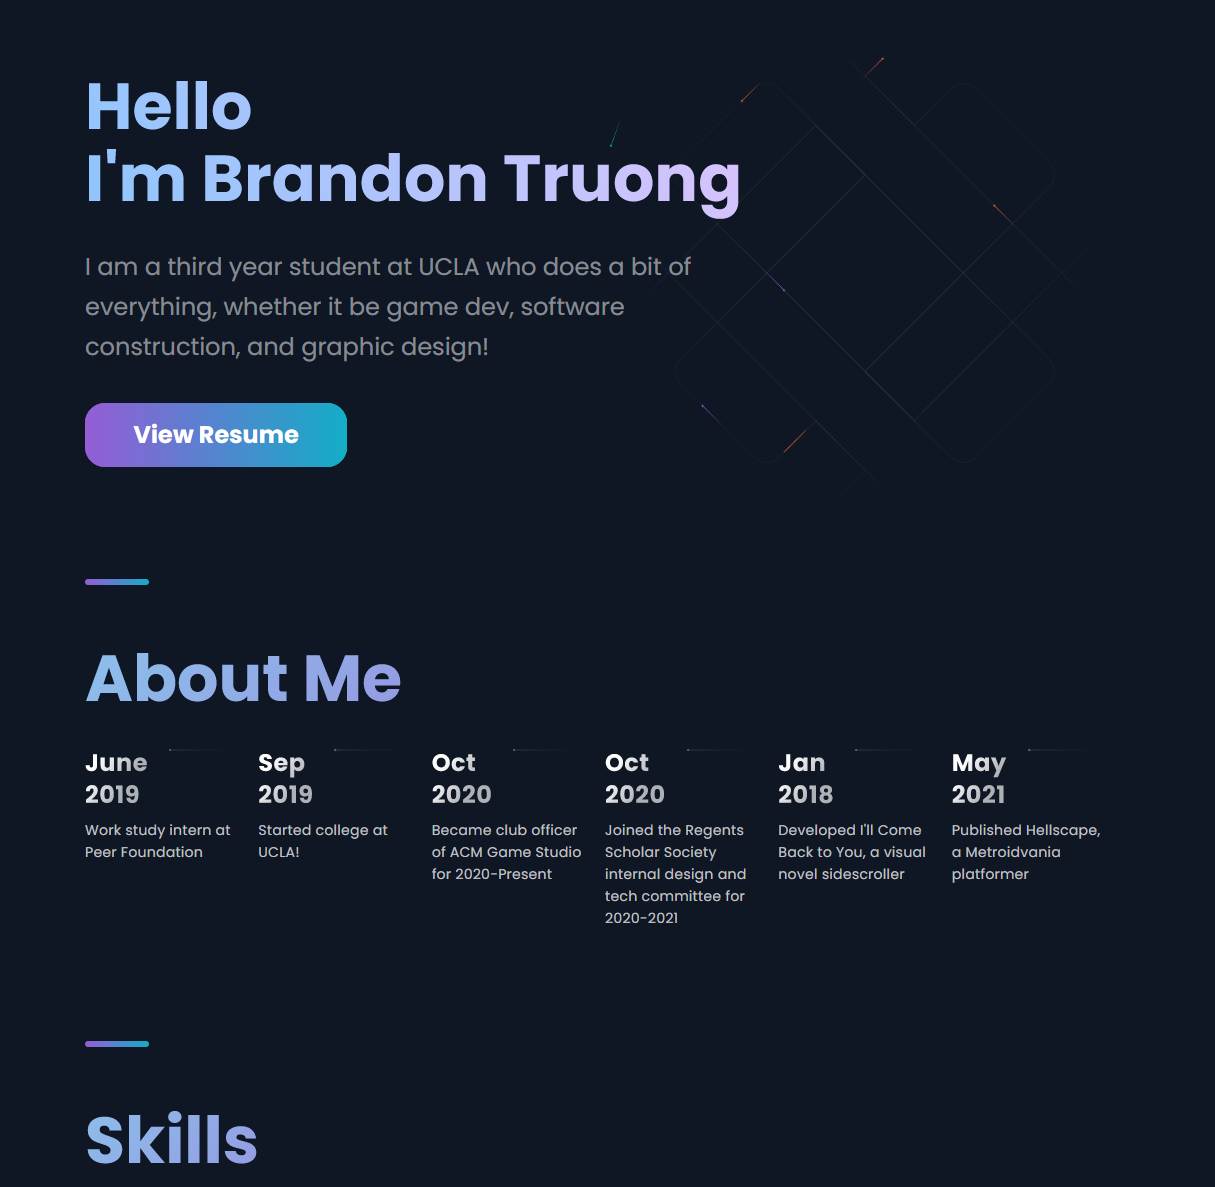 Hello
I'm Brandon Truong
I am a third year student at UCLA who does a bit of
everything, whether it be game dev, software
construction, and graphic design!
View Resume
About Me
June
2019
Work study intern at
Peer Foundation
Sep
2019
Started college at
UCLA!
Oct
2020
Became club officer
of ACM Game Studio
for 2020-Present
Oct
2020
Joined the Regents
Scholar Society
internal design and
tech committee for
2020-2021
Jan
2018
Developed I'll Come
Back to You, a visual
novel sidescroller
May
2021
Published Hellscape,
a Metroidvania
platformer
Skills